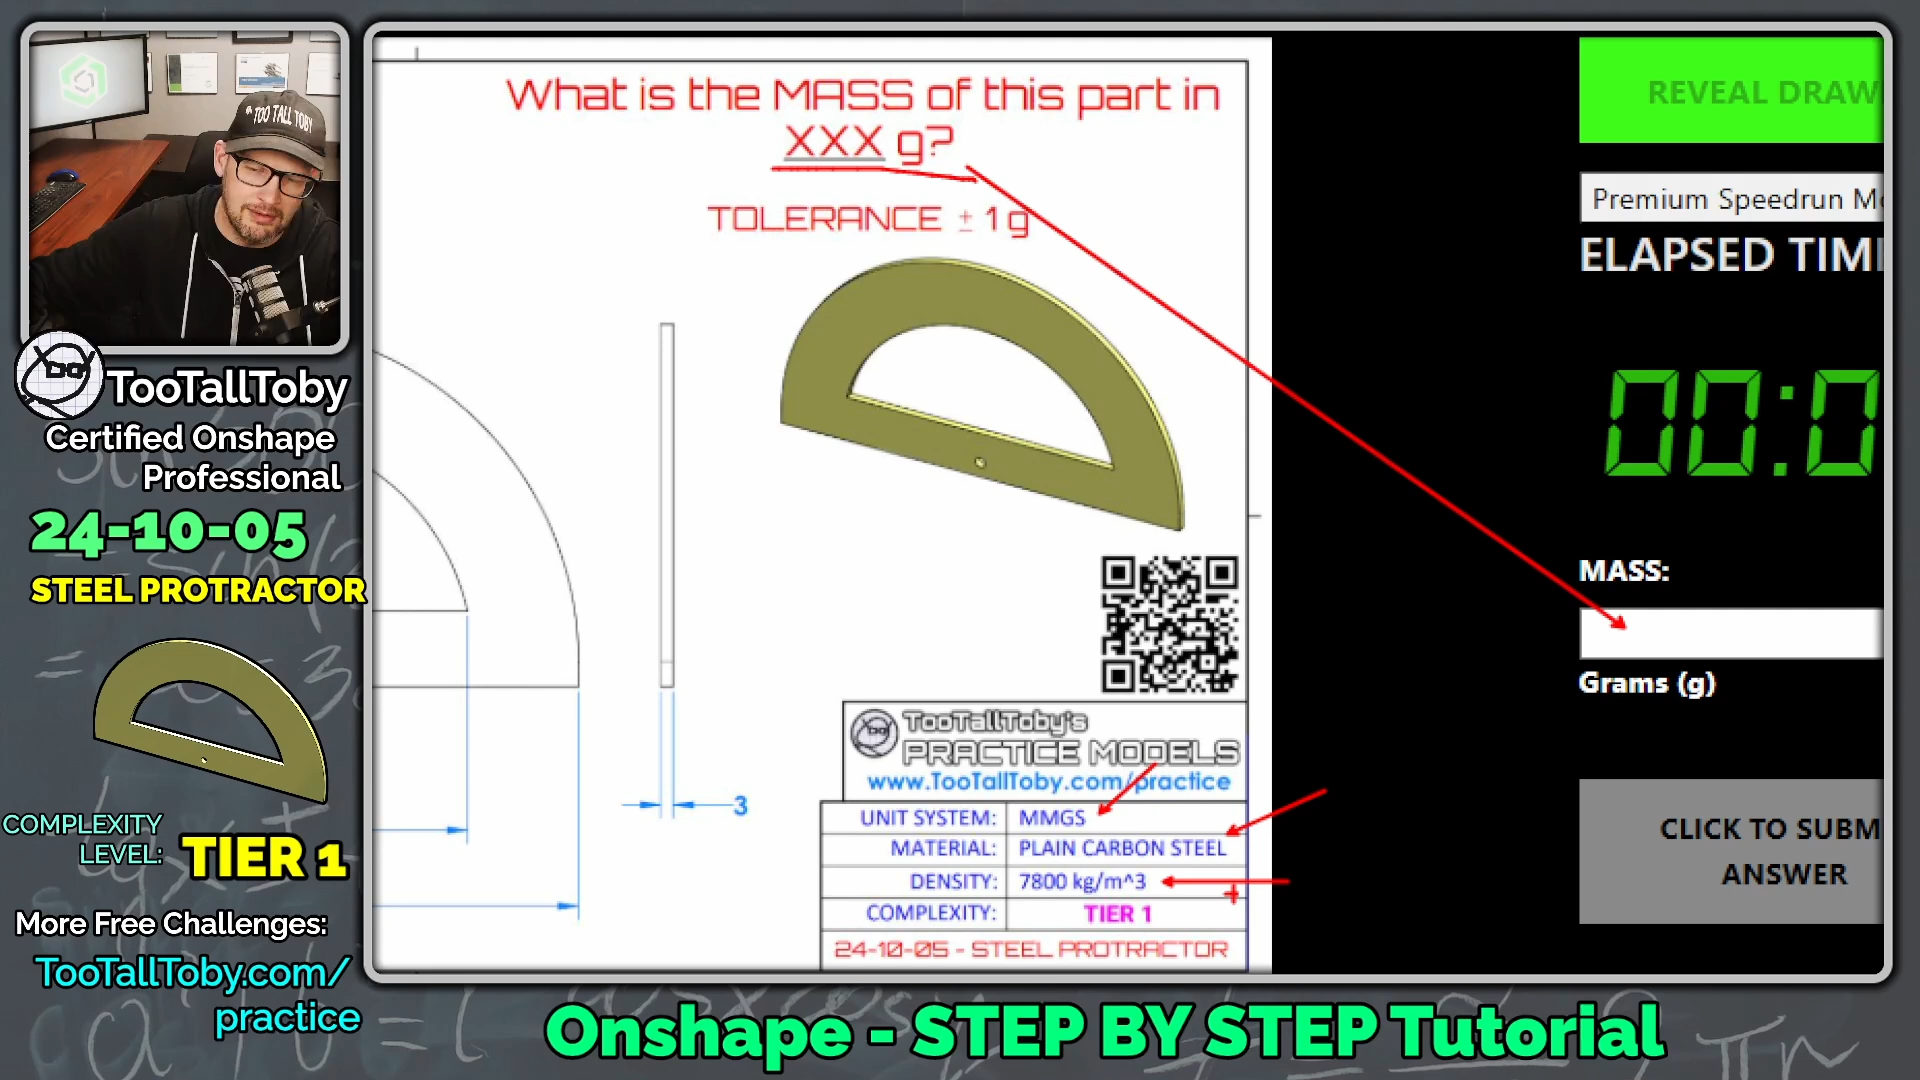 TOO TALL TOBY
TooTallToby
Certified Onshape
Professional
24-10-05
STEEL PROTRACTOR
COMPLEXITY
LEVEL:
TIER 1
More Free Challenges:
TooTallToby.com/
practice
What is the MASS of this part in
XXX g?
TOLERANCE ± 1 g
3
TooTallToby's
PRACTICE MODELS
www.TooTallToby.com/practice
UNIT SYSTEM: MMGS
MATERIAL: PLAIN CARBON STEEL
DENSITY: 7800 kg/m^3
COMPLEXITY: TIER 1
24-10-05 - STEEL PROTRACTOR
REVEAL DRAW
Premium Speedrun Mo
ELAPSED TIM
00:0
MASS:
Grams (g)
CLICK TO SUBM
ANSWER
Onshape - STEP BY STEP Tutorial